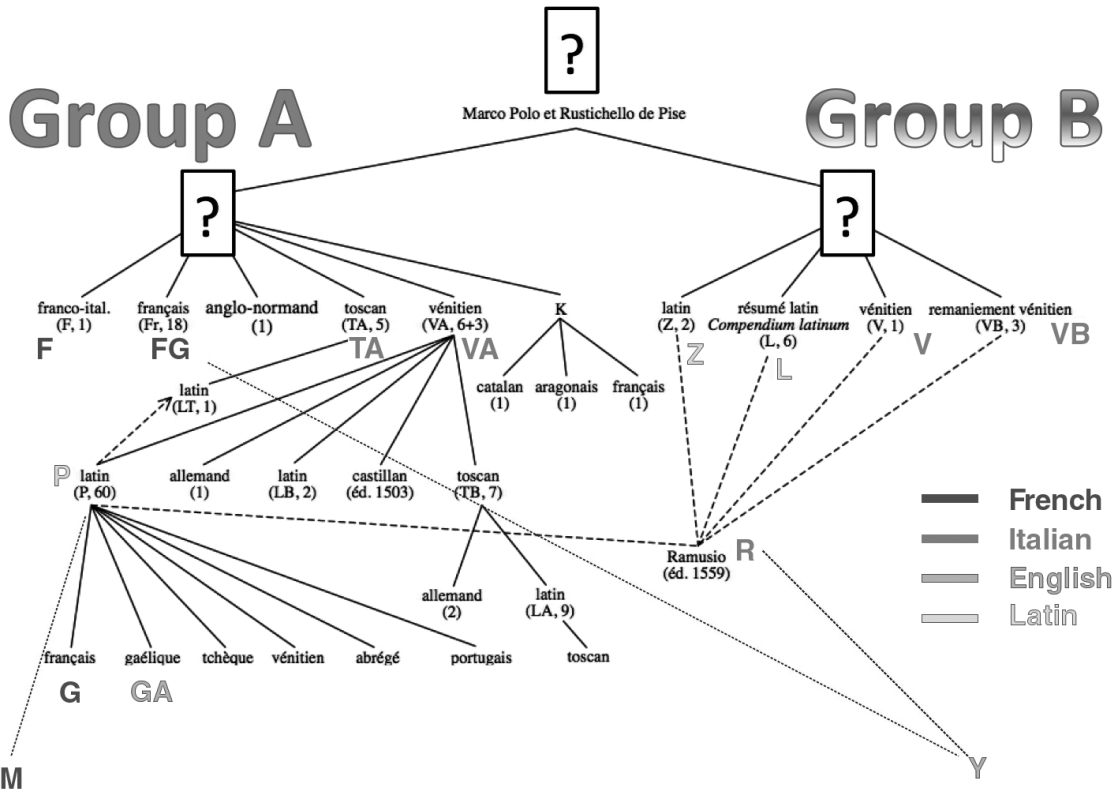 ?
Marco Polo et Rustichello de Pise
Group A
Group B
?
?
franco-ital.
(F, 1)
F
français
(Fr, 18)
FG
anglo-normand
(1)
toscan
(TA, 5)
TA
vénitien
(VA, 6+3)
VA
K
latin
(Z, 2)
Z
résumé latin
Compendium latinum
(L, 6)
L
vénitien
(V, 1)
V
remaniement vénitien
(VB, 3)
VB
latin
(LT, 1)
catalan
(1)
aragonais
(1)
français
(1)
P
latin
(P, 60)
allemand
(1)
latin
(LB, 2)
castillan
(éd. 1503)
toscan
(TB, 7)
Ramusio
(éd. 1559)
R
allemand
(2)
latin
(LA, 9)
français
G
gaélique
GA
tchèque
vénitien
abrégé
portugais
toscan
M
Y
French
Italian
English
Latin